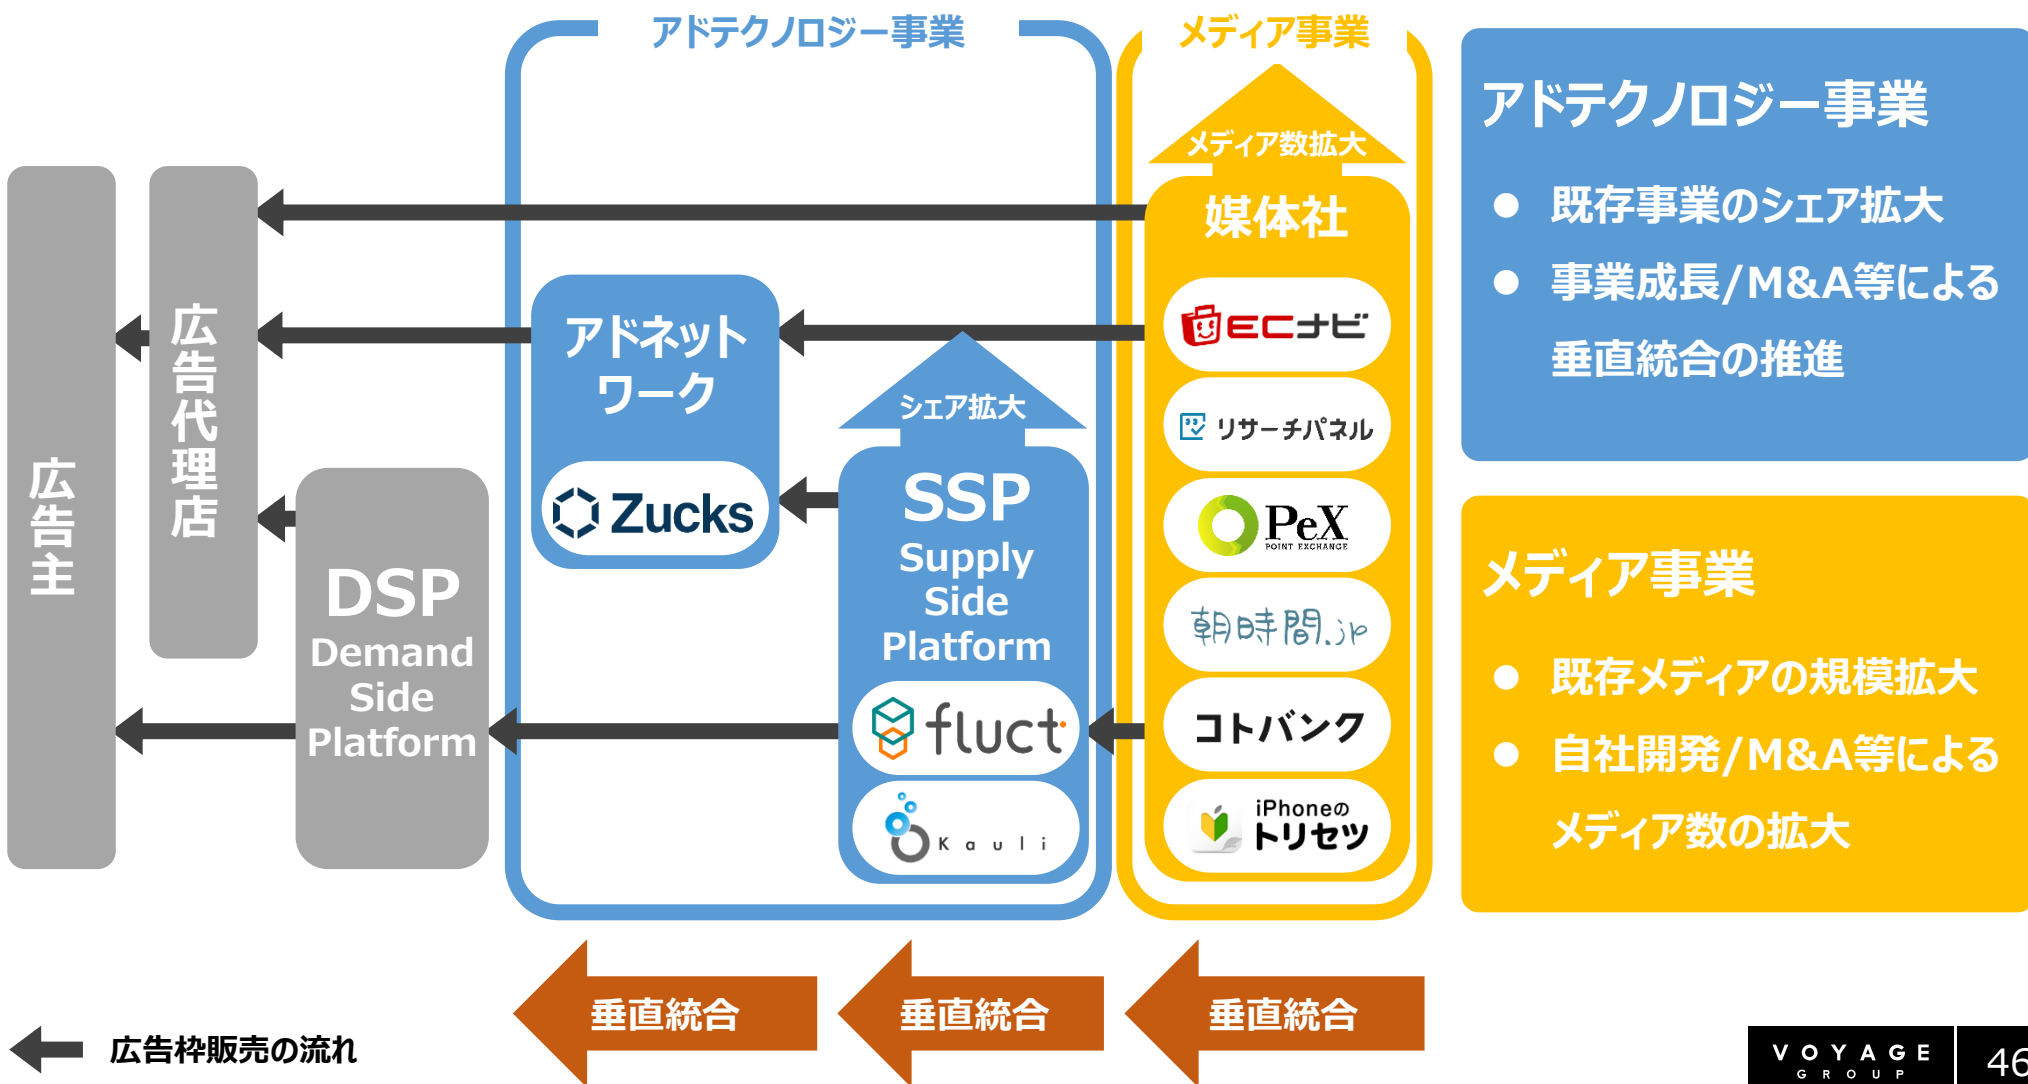 アドテクノロジー事業
メディア事業
広告主
広告代理店
DSP
Demand
Side
Platform
アドネット
ワーク
Zucks
シェア拡大
SSP
Supply
Side
Platform
fluct
Kauli
メディア数拡大
媒体社
ECナビ
リサーチパネル
PeX
POINT EXCHANGE
朝時間.jp
コトバンク
iPhoneの
トリセツ
アドテクノロジー事業
● 既存事業のシェア拡大
● 事業成長/M&A等による
垂直統合の推進
メディア事業
● 既存メディアの規模拡大
● 自社開発/M&A等による
メディア数の拡大
垂直統合
垂直統合
垂直統合
広告枠販売の流れ
VOYAGE
GROUP
46